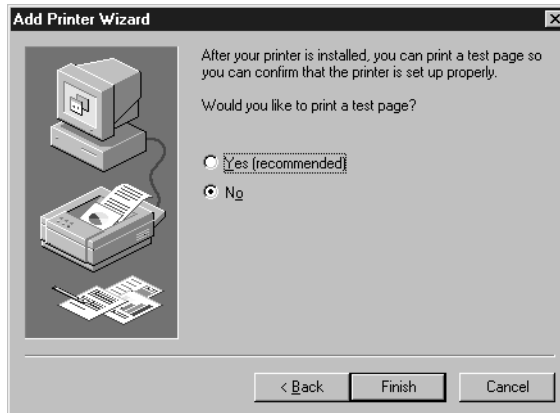 Add Printer Wizard
After your printer is installed, you can print a test page so
you can confirm that the printer is set up properly.
Would you like to print a test page?
Yes (recommended)
No
< Back
Finish
Cancel